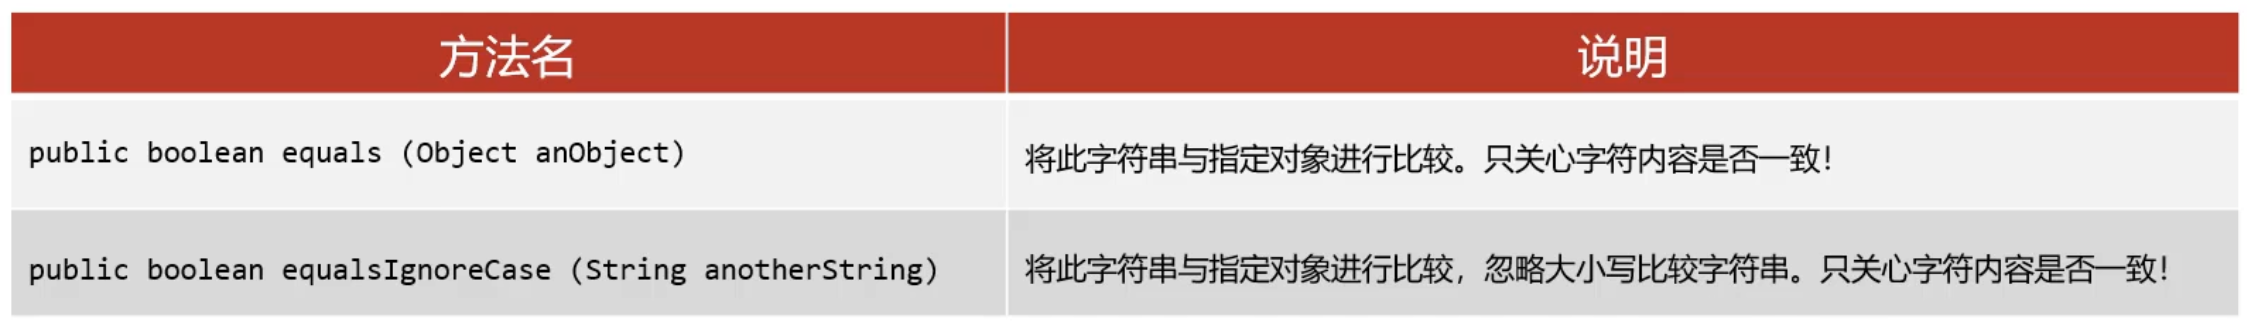 方法名
说明
public boolean equals (Object anObject)
将此字符串与指定对象进行比较。只关心字符内容是否一致!
public boolean equalsIgnoreCase (String anotherString)
将此字符串与指定对象进行比较，忽略大小写比较字符串。只关心字符内容是否一致!